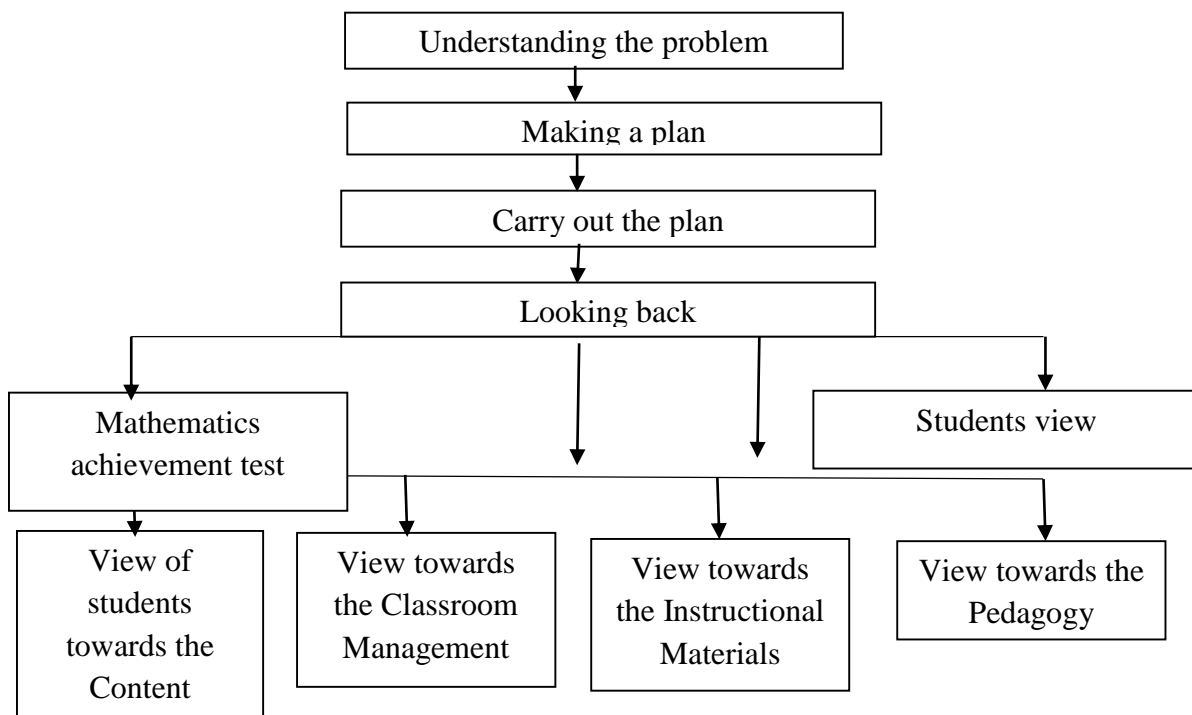 Understanding the problem
Making a plan
Carry out the plan
Looking back
Mathematics
achievement test
Students view
View of
students
towards the
Content
View towards
the Classroom
Management
View towards
the Instructional
Materials
View towards the
Pedagogy